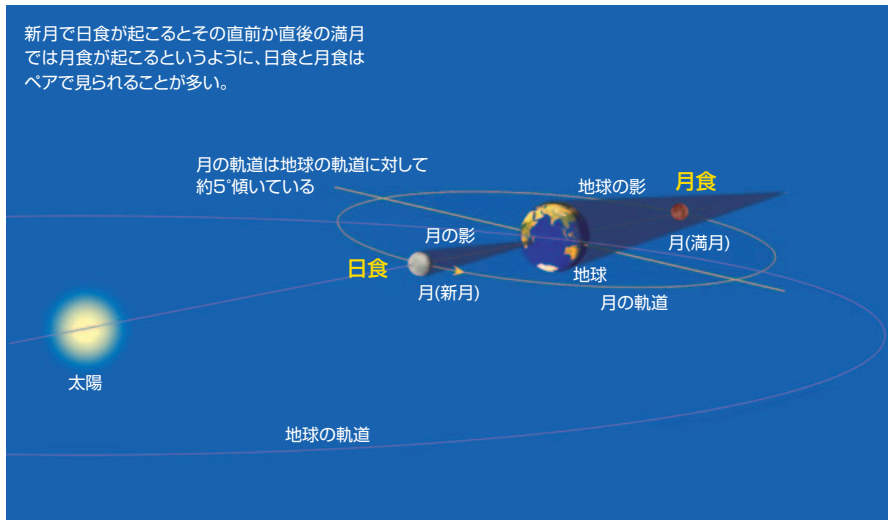 新月で日食が起こるとその直前か直後の満月
では月食が起こるというように、日食と月食は
ペアで見られることが多い。
月の軌道は地球の軌道に対して
約5°傾いている
地球の影
月食
月の影
月(満月)
日食
地球
月(新月)
月の軌道
太陽
地球の軌道